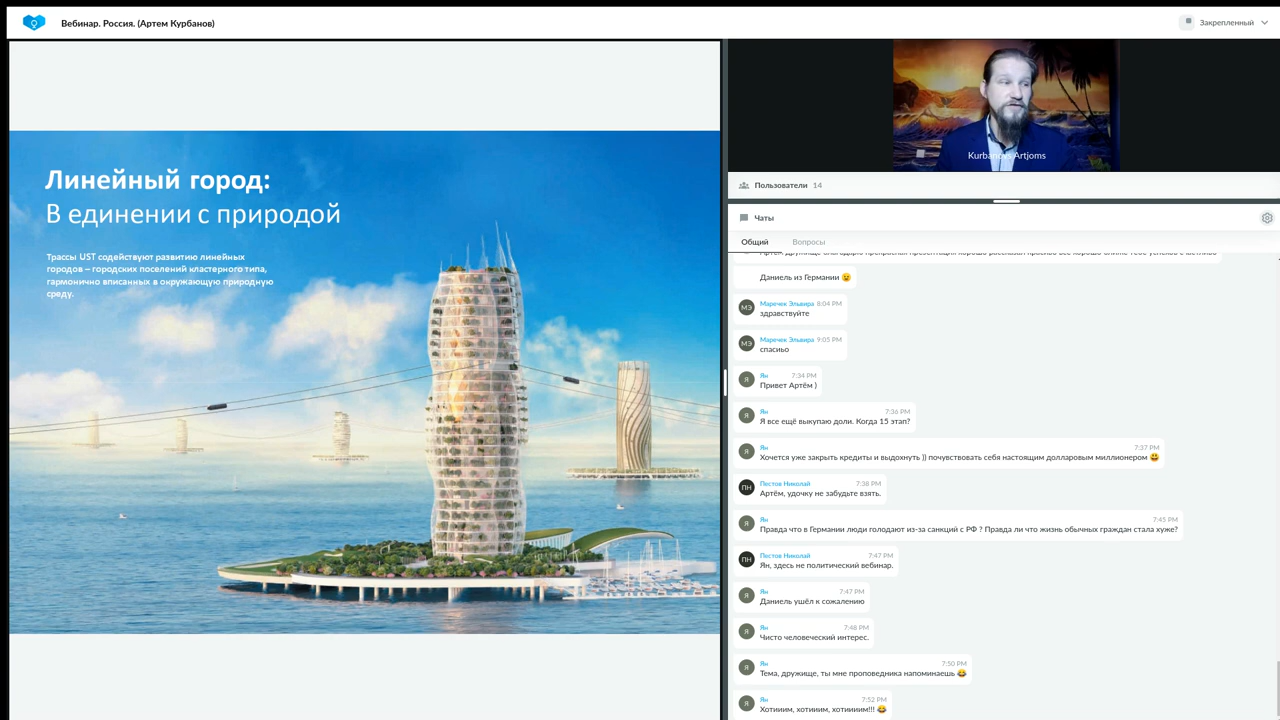 Вебинар. Россия. (Артем Курбанов)
Закрепленный
Линейный город:
В единении с природой
Трассы UST содействуют развитию линейных
городов – городских поселений кластерного типа,
гармонично вписанных в окружающую природную
среду.
Artjoms
Пользователи 14
Чаты
Общий Вопросы
Даниель из Германии 😉
МЭ
Маречек Эльвира 8:04 PM
здравствуйте
МЭ
Маречек Эльвира 9:05 PM
спасиьо
Я
Ян 7:34 PM
Привет Артём )
Я
Ян 7:36 PM
Я все ещё выкупаю доли. Когда 15 этап?
Я
Ян 7:37 PM
Хочется уже закрыть кредиты и выдохнуть )) почувствовать себя настоящим долларовым миллионером 😃
ПН
Пестов Николай 7:38 PM
Артём, удочку не забудьте взять.
Я
Ян 7:45 PM
Правда что в Германии люди голодают из-за санкций с РФ ? Правда ли что жизнь обычных граждан стала хуже?
ПН
Пестов Николай 7:47 PM
Ян, здесь не политический вебинар.
Я
Ян 7:47 PM
Даниель ушёл к сожалению
Я
Ян 7:48 PM
Чисто человеческий интерес.
Я
Ян 7:50 PM
Тема, дружище, ты мне проповедника напоминаешь 😂
Я
Ян 7:52 PM
Хотииим, хотииим, хотиииим!!! 😂